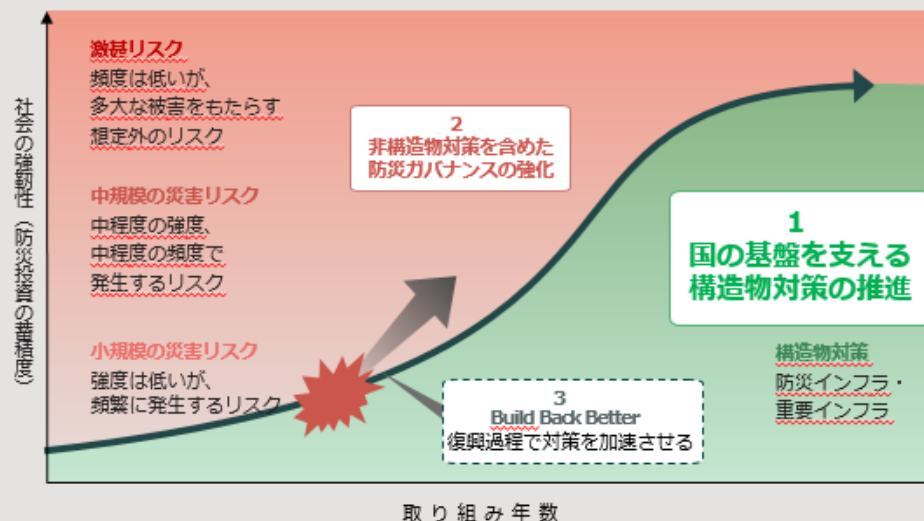 社会の強靭性（防災投資の蓄積度）
激甚リスク
頻度は低いが、
多大な被害をもたらす
想定外のリスク
中規模の災害リスク
中程度の強度、
中程度の頻度で
発生するリスク
小規模の災害リスク
強度は低いが、
頻繁に発生するリスク
2
非構造物対策を含めた
防災ガバナンスの強化
1
国の基盤を支える
構造物対策の推進
構造物対策
防災インフラ・
重要インフラ
3
Build Back Better
復興過程で対策を加速させる
取り組み年数